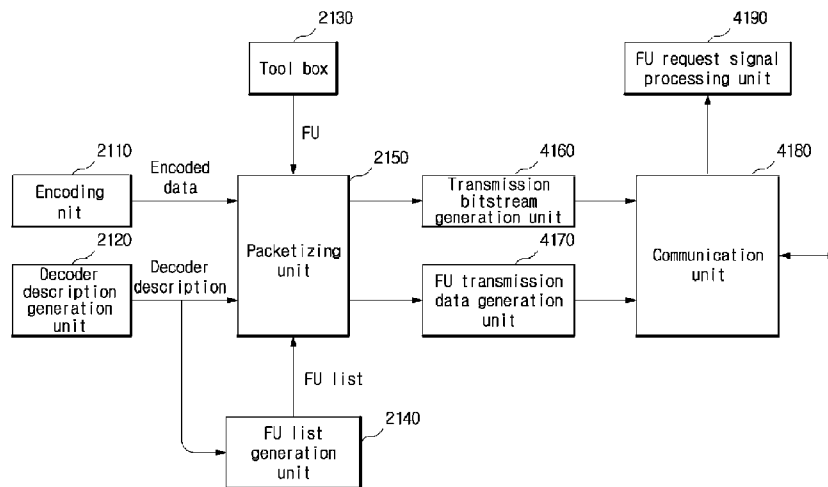 2130
Tool box
FU
4190
FU request signal
processing unit
2110
Encoding
nit
Encoded
data
2150
Packetizing
unit
4160
Transmission
bitstream
generation unit
4180
Communication
unit
2120
Decoder
description
generation
unit
Decoder
description
4170
FU transmission
data generation
unit
FU list
2140
FU list
generation
unit